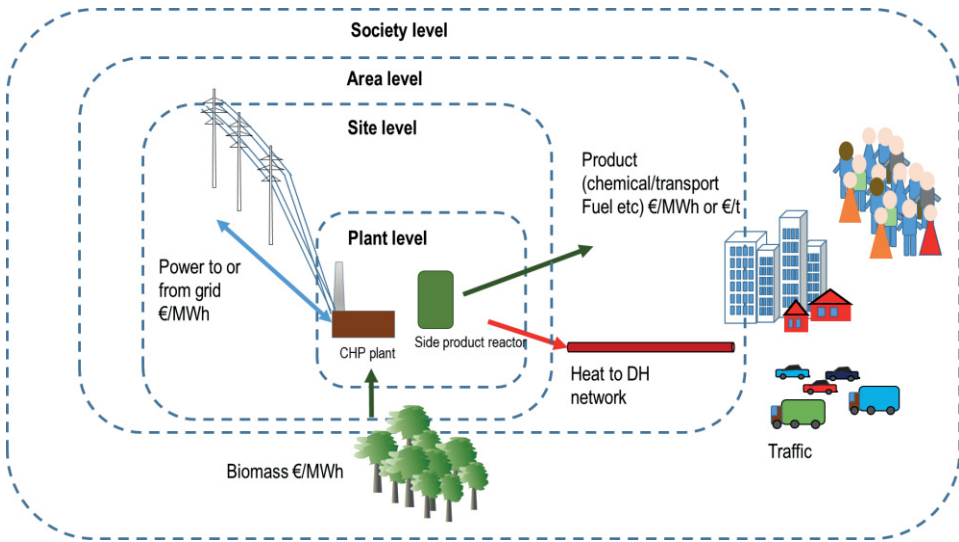 Society level
Area level
Site level
Product
(chemical/transport
Fuel etc) €/MWh or €/t
Plant level
Power to or
from grid
€/MWh
CHP plant
Side product reactor
Heat to DH
network
Biomass €/MWh
Traffic